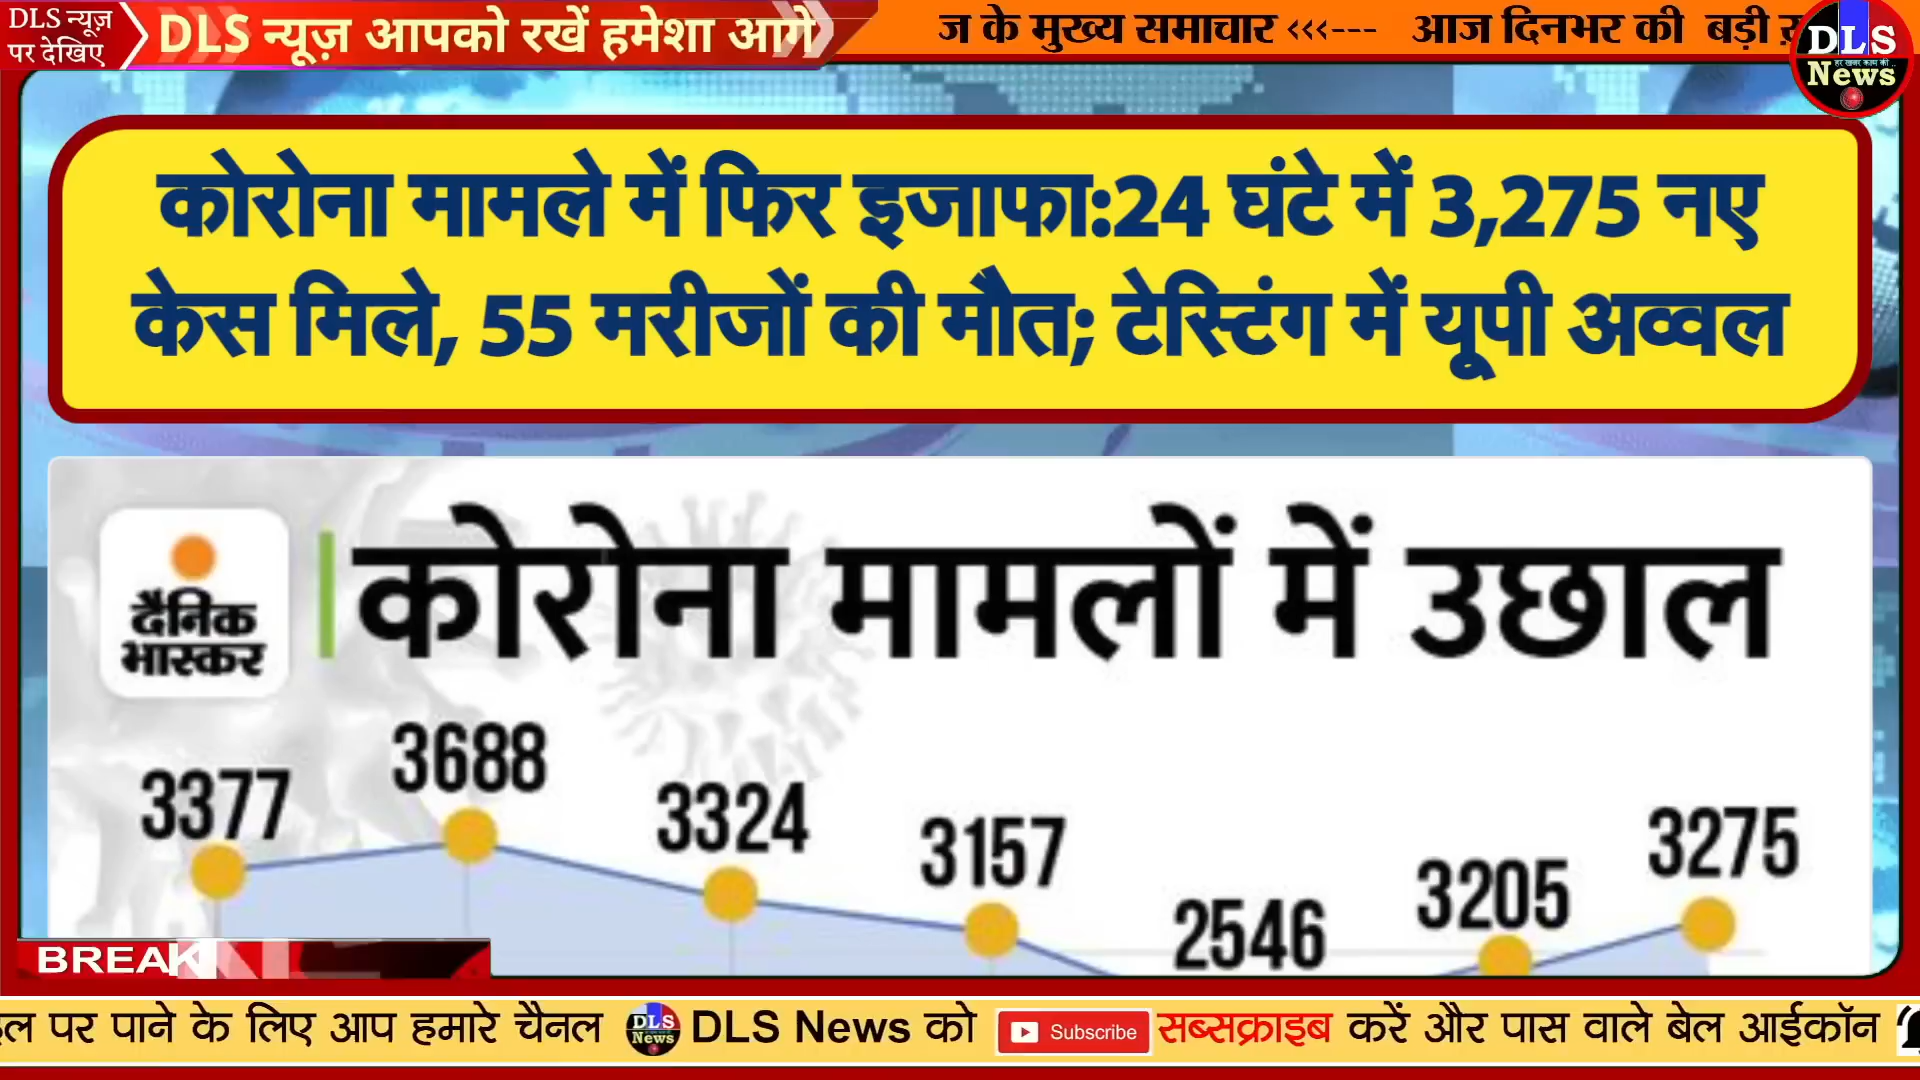 DLS न्यूज़
पर देखिए
DLS न्यूज़ आपको रखें हमेशा आगे
ज के मुख्य समाचार ‹‹‹--- आज दिनभर की बड़ी
DLS
News
कोरोना मामले में फिर इजाफा:24 घंटे में 3,275 नए
केस मिले, 55 मरीजों की मौत; टेस्टिंग में यूपी अव्वल
दैनिक
भास्कर
कोरोना मामलों में उछाल
3377
3688
3324
3157
2546
3205
3275
BREAK
पर पाने के लिए आप हमारे चैनल DLS News DLS News को Subscribe सब्सक्राइब करें और पास वाले बेल आईकॉन